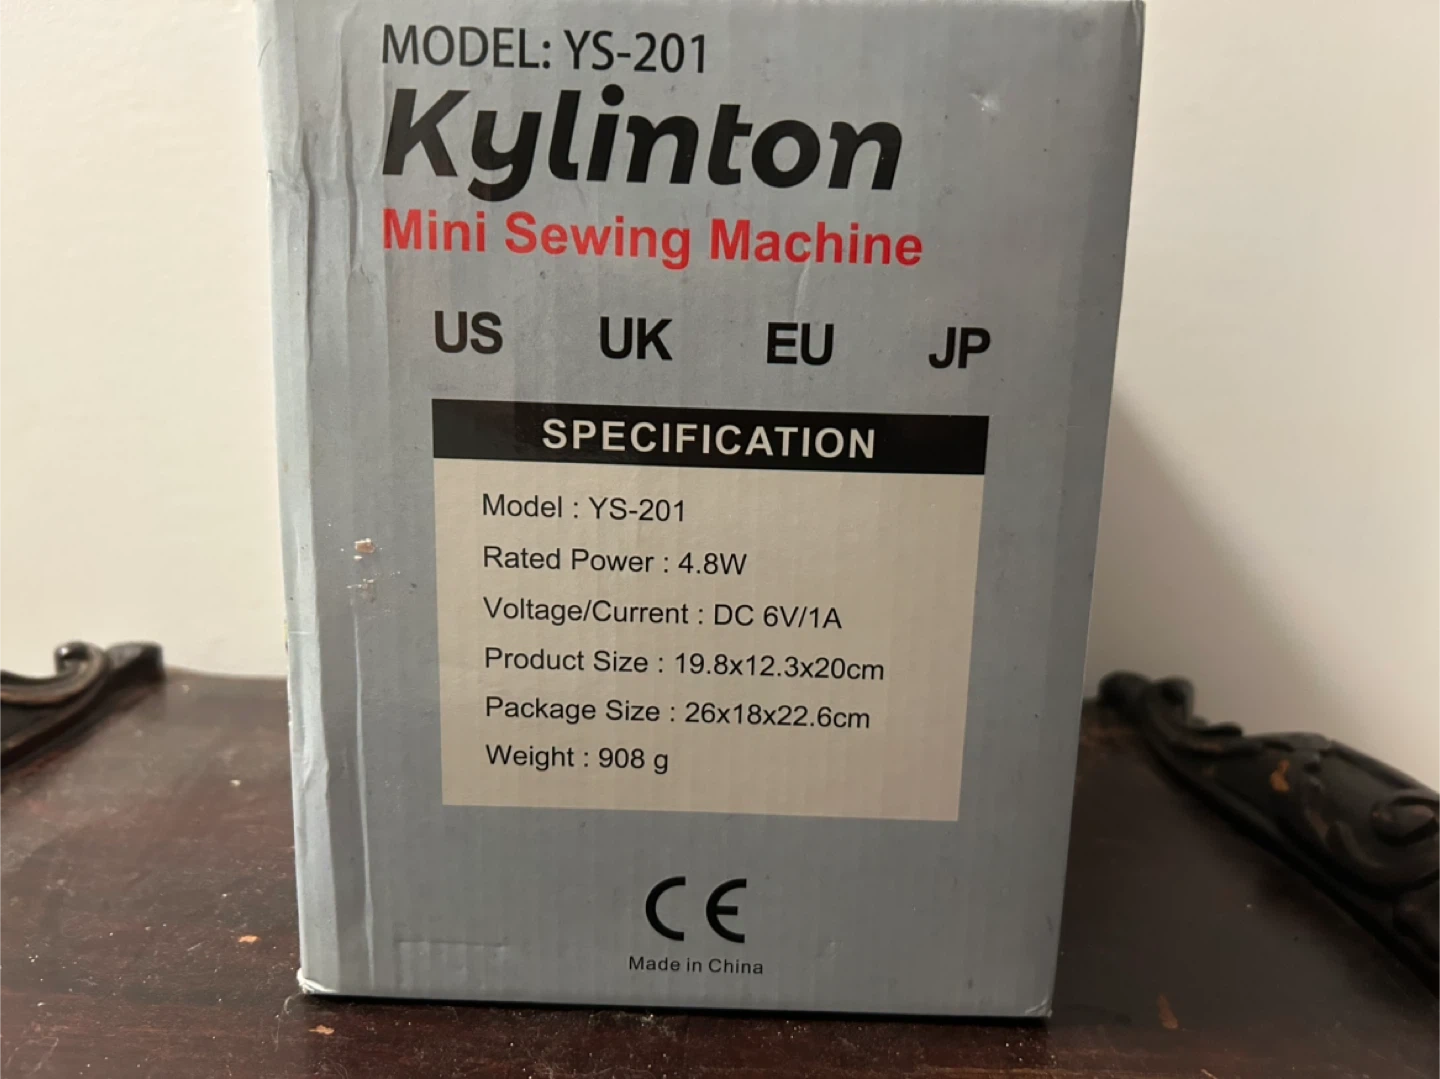 MODEL: YS-201
Kylinton
Mini Sewing Machine
US UK EU JP
SPECIFICATION
Model : YS-201
Rated Power : 4.8W
Voltage/Current : DC 6V/1A
Product Size : 19.8x12.3x20cm
Package Size : 26x18x22.6cm
Weight : 908 g
CE
Made in China